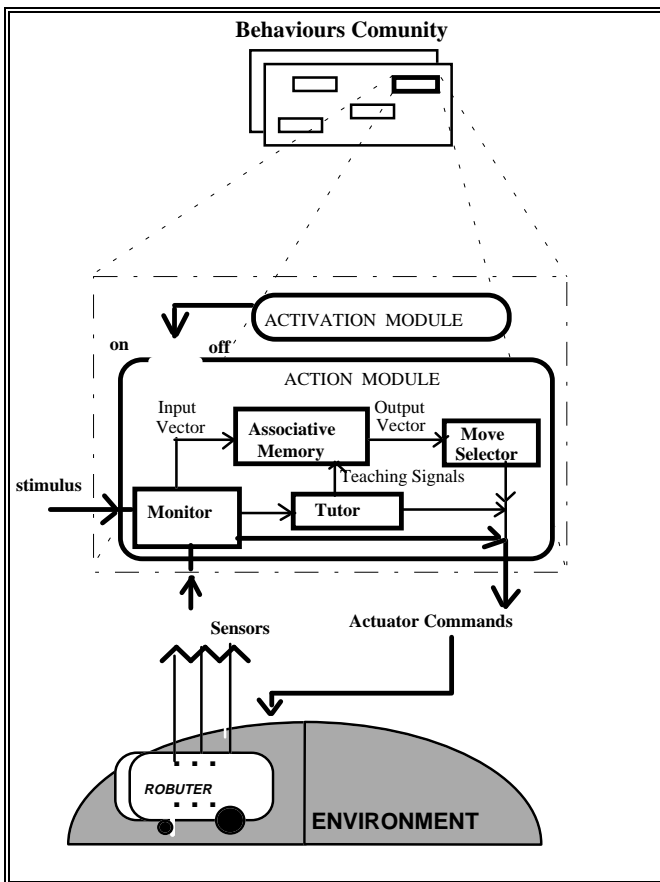 Behaviours Comunity
ACTIVATION MODULE
on
off
ACTION MODULE
Input
Vector
Output
Vector
Associative
Memory
Move
Selector
Teaching Signals
stimulus
Monitor
Tutor
Sensors
Actuator Commands
ROBUTER
ENVIRONMENT